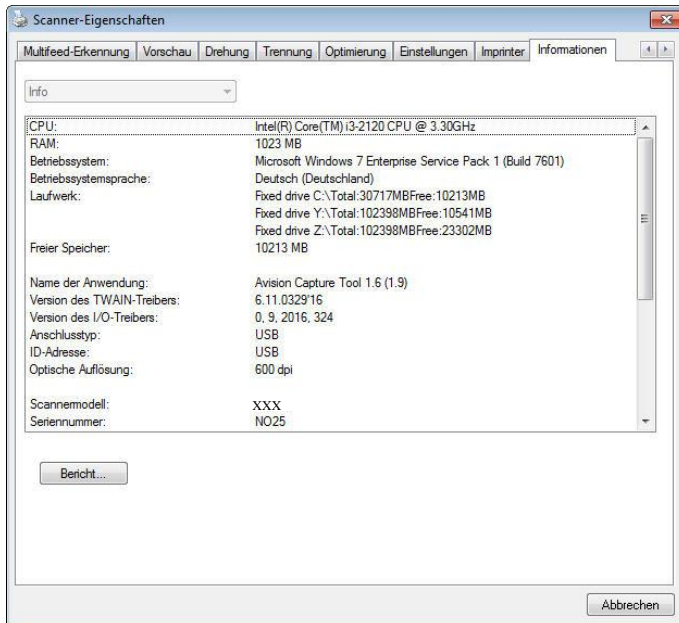 Scanner-Eigenschaften
Multifeed-Erkennung Vorschau Drehung Trennung Optimierung Einstellungen Imprinter Informationen
Info
CPU: Intel(R) Core(TM) i3-2120 CPU @ 3.30GHz
RAM: 1023 MB
Betriebssystem: Microsoft Windows 7 Enterprise Service Pack 1 (Build 7601)
Betriebssystemsprache: Deutsch (Deutschland)
Laufwerk: Fixed drive C:\Total:30717MBFree:10213MB
Fixed drive Y:\Total:102398MBFree:10541MB
Fixed drive Z:\Total:102398MBFree:23302MB
Freier Speicher: 10213 MB
Name der Anwendung: Avision Capture Tool 1.6 (1.9)
Version des TWAIN-Treibers: 6.11.0329'16
Version des I/O-Treibers: 0, 9, 2016, 324
Anschlusstyp: USB
ID-Adresse: USB
Optische Auflösung: 600 dpi
Scannermodell: XXX
Seriennummer: NO25
Bericht...
Abbrechen